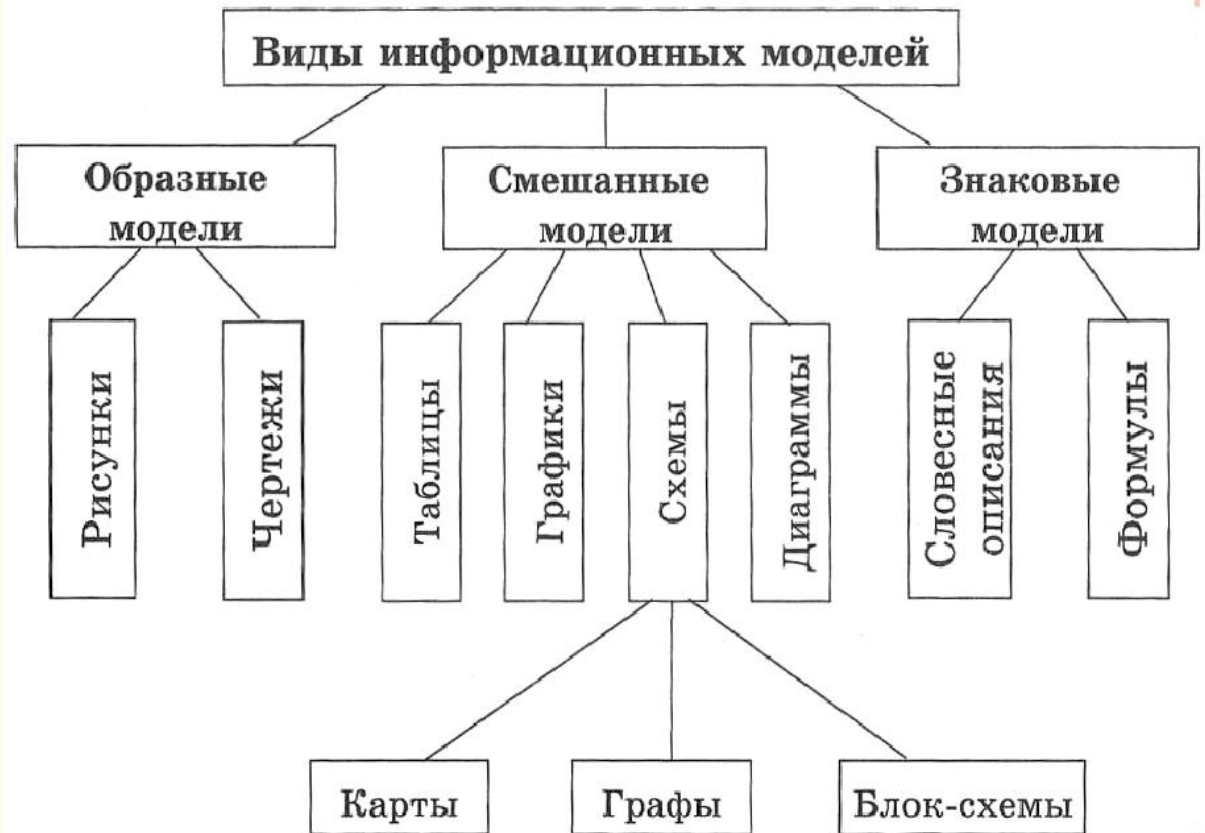 Виды информационных моделей
Образные
модели
Смешанные
модели
Знаковые
модели
Рисунки
Чертежи
Таблицы
Графики
Схемы
Диаграммы
Словесные
описания
Формулы
Карты
Графы
Блок-схемы